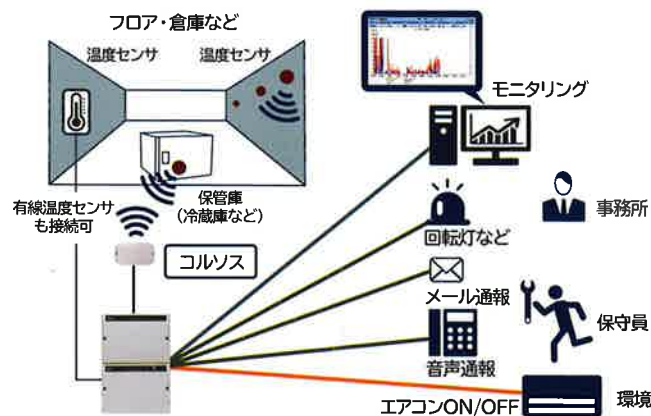 フロア・倉庫など
温度センサ
温度センサ
モニタリング
保管庫
(冷蔵庫など)
有線温度センサ
も接続可
コルソス
回転灯など
事務所
メール通報
保守員
音声通報
エアコンON/OFF
環境